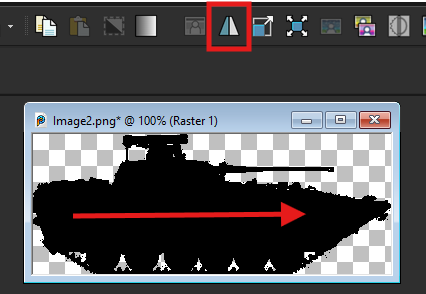 Image2.png* @ 100% (Raster 1)